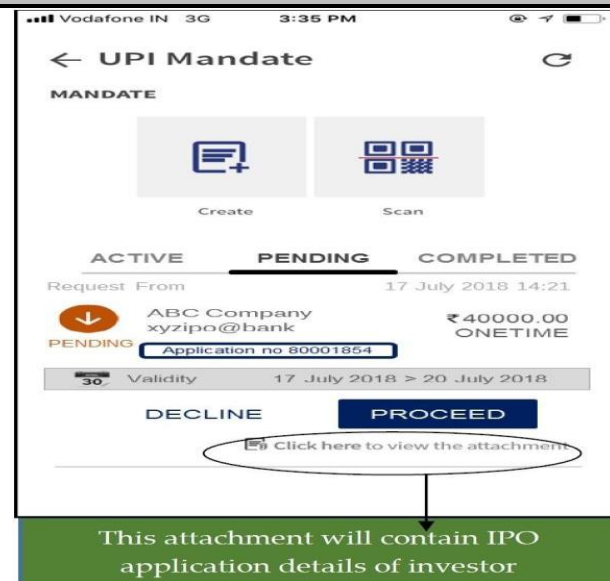 Vodafone IN 3G 3:35 PM
← UPI Mandate
MANDATE
Create Scan
ACTIVE PENDING COMPLETED
Request From 17 July 2018 14:21
ABC Company ₹40000.00
xyzipo@bank ONETIME
PENDING
Application no 80001854
30 Validity 17 July 2018 > 20 July 2018
DECLINE PROCEED
Click here to view the attachment
This attachment will contain IPO
application details of investor